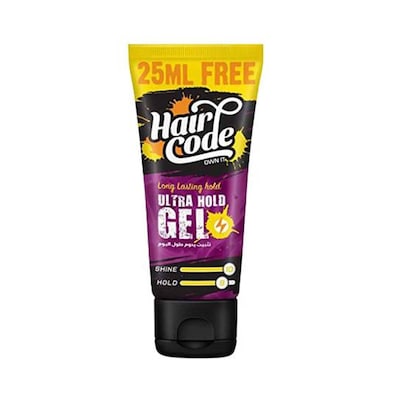 25ML FREE
Hair
Code
OWN IT.
Long lasting hold
ULTRA HOLD
GEL
تثبيت يدوم طول اليوم
SHINE
HOLD